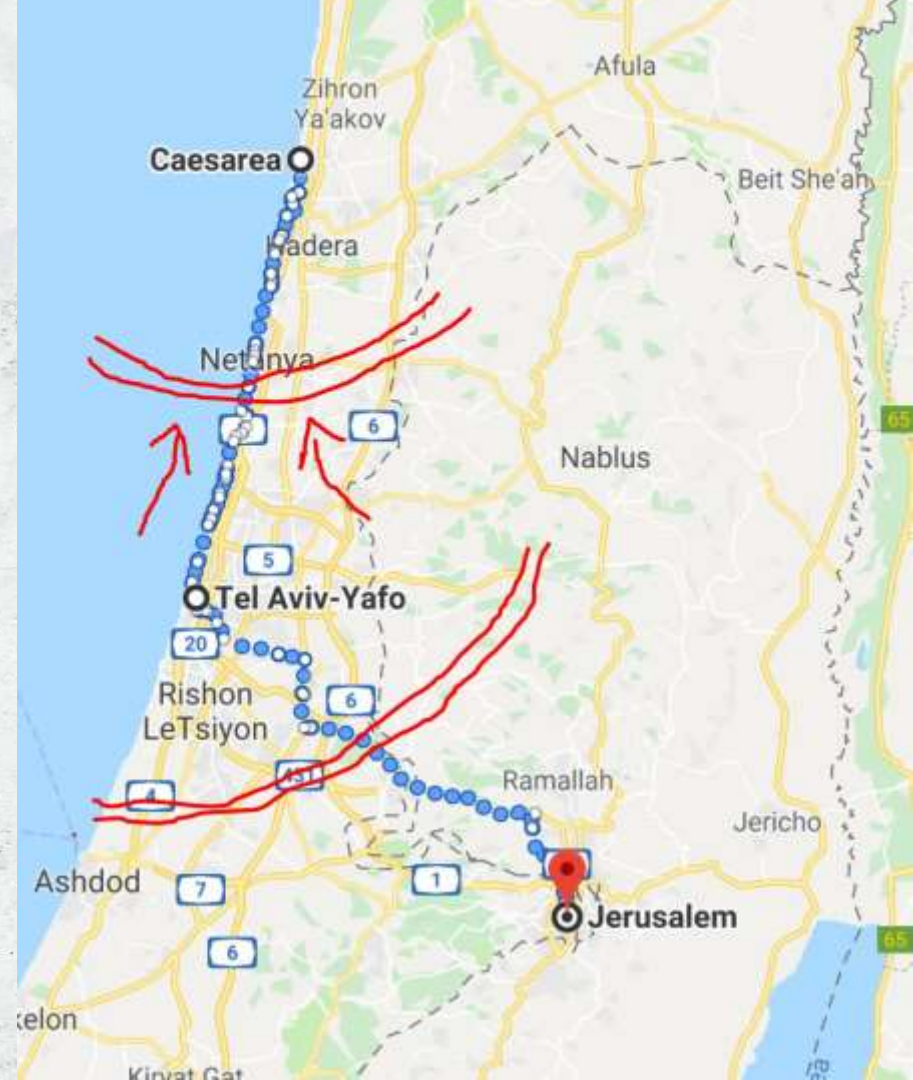 Afula
Zihron
Ya'akov
Caesarea
Beit She'an
Hadera
Netanya
6
65
Nablus
5
Tel Aviv-Yafo
20
Rishon
LeTsiyon
6
431
4
Ramallah
Jericho
Ashdod
7
1
Jerusalem
6
65
kelon
Kiryat Gat